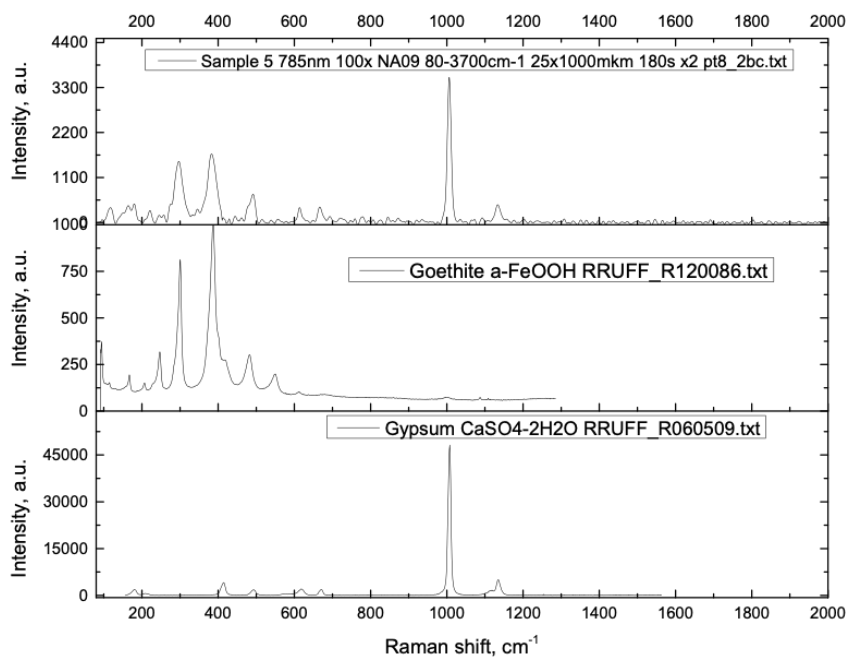 200 400 600 800 1000 1200 1400 1600 1800 2000
4400
3300
2200
1100
0
Intensity, a.u.
Sample 5 785nm 100x NA09 80-3700cm-1 25x1000mkm 180s x2 pt8_2bc.txt
1000
750
500
250
0
Intensity, a.u.
Goethite a-FeOOH RRUFF_R120086.txt
45000
30000
15000
0
Intensity, a.u.
Gypsum CaSO4-2H2O RRUFF_R060509.txt
200 400 600 800 1000 1200 1400 1600 1800 2000
Raman shift, cm⁻¹